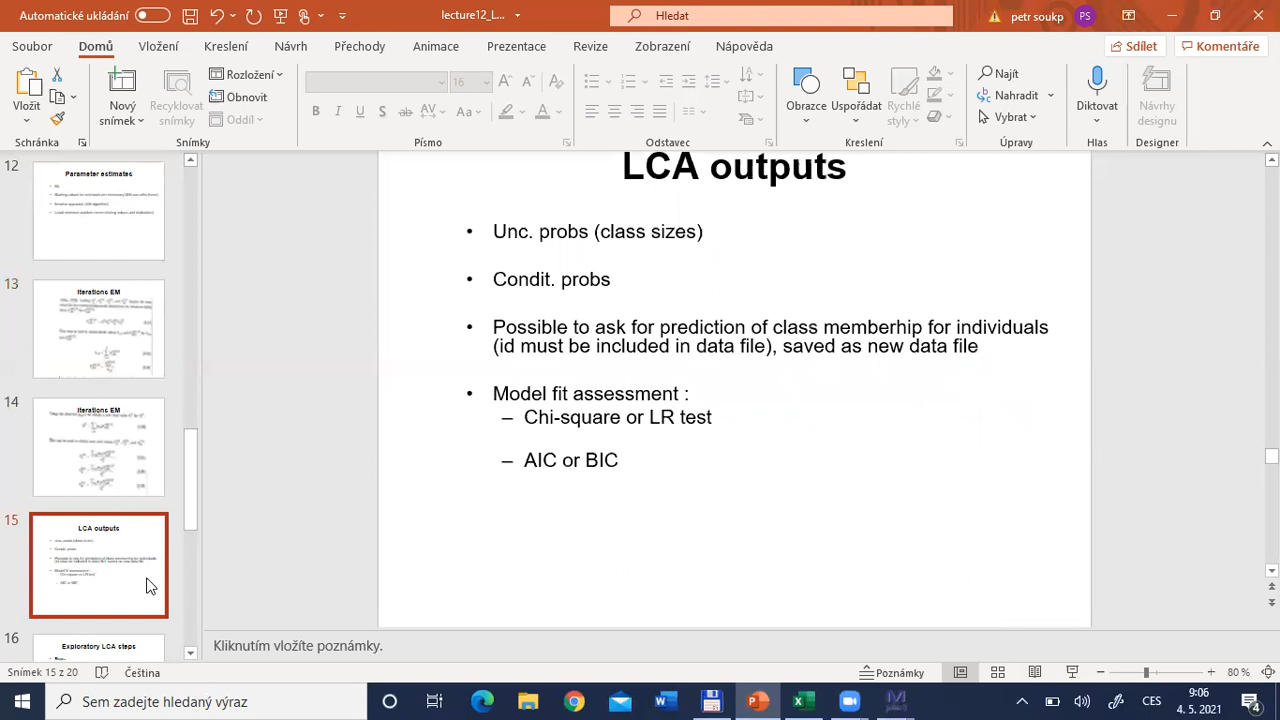 Automatické ukládání
lecture12_L...
Hledat
petr soukp
PS
Soubor
Domů
Vložení
Kreslení
Návrh
Přechody
Animace
Prezentace
Revize
Zobrazení
Nápověda
Sdílet
Komentáře
Vložit
Nový
snímek
Recyklovat
snímky
Rozložení
Obnovit
Oddíl
16
Obrazce
Uspořádat
Rychlé
styly
Najít
Nahradit
Vybrat
Diktovat
Návrhy
designu
Schránka
Snímky
Písmo
Odstavec
Kreslení
Úpravy
Hlas
Designer
12
Parameter estimates
13
Iterations EM
14
Iterations EM
15
LCA outputs
16
Exploratory LCA steps
LCA outputs
• Unc. probs (class sizes)
• Condit. probs
• Possible to ask for prediction of class memberhip for individuals
(id must be included in data file), saved as new data file
• Model fit assessment :
– Chi-square or LR test
– AIC or BIC
Kliknutím vložíte poznámky.
Snímek 15 z 20
Čeština
Poznámky
80 %
Sem zadejte hledaný výraz
CES
9:06
4. 5. 2021
4